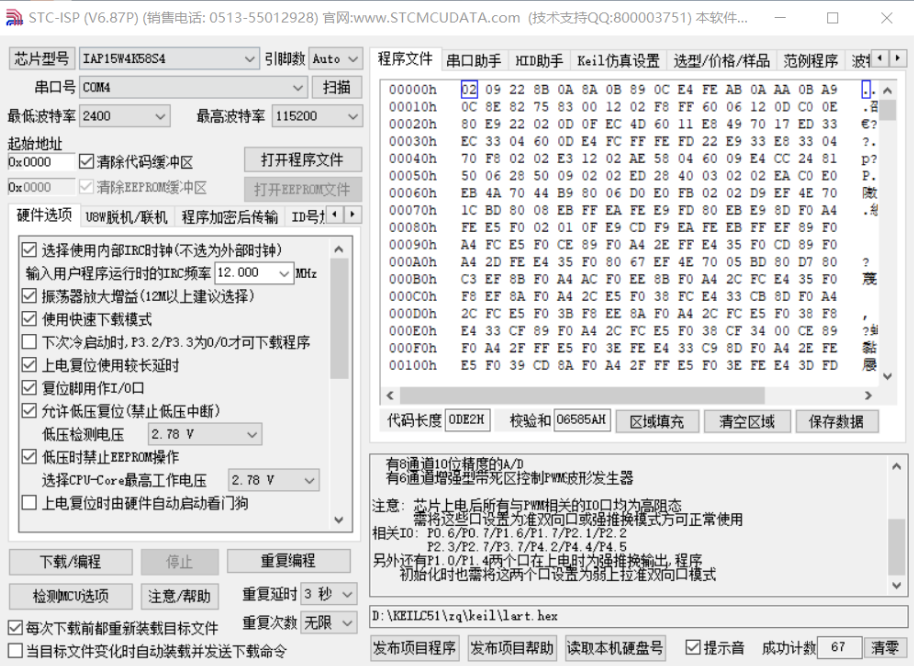 STC-ISP (V6.87P) (销售电话: 0513-55012928) 官网:www.STCMCUDATA.com (技术支持QQ:800003751) 本软件...
芯片型号 IAP15W4K58S4 引脚数 Auto
串口号 COM4 扫描
最低波特率 2400 最高波特率 115200
起始地址
0x0000 清除代码缓冲区 打开程序文件
0x0000 清除EEPROM缓冲区 打开EEPROM文件
硬件选项 U8W脱机/联机 程序加密后传输 ID号
选择使用内部IRC时钟(不选为外部时钟)
输入用户程序运行时的IRC频率 12.000 MHz
振荡器放大增益(12M以上建议选择)
使用快速下载模式
下次冷启动时,P3.2/P3.3为0/0才可下载程序
上电复位使用较长延时
复位脚用作I/O口
允许低压复位(禁止低压中断)
低压检测电压 2.78 V
低压时禁止EEPROM操作
选择CPU-Core最高工作电压 2.78 V
上电复位时由硬件自动启动看门狗
下载/编程 停止 重复编程
检测MCU选项 注意/帮助 重复延时 3 秒
每次下载前都重新装载目标文件 重复次数 无限
当目标文件变化时自动装载并发送下载命令
程序文件 串口助手 HID助手 Keil仿真设置 选型/价格/样品 范例程序
00000h 02 09 22 8B 0A 8A 0B 89 0C E4 FE AB 0A AA 0B A9 ..
00010h 0C 8E 82 75 83 00 12 02 F8 FF 60 06 12 0D C0 0E
00020h 80 E9 22 02 0D 0F EC 4D 60 11 E8 49 70 17 ED 33 €?
00030h EC 33 04 60 0D E4 FC FF FE FD 22 E9 33 E8 33 04 ?.
00040h 70 F8 02 02 E3 12 02 AE 58 04 60 09 E4 CC 24 81 p?
00050h 50 06 28 50 09 02 02 ED 28 40 03 02 02 EA C0 E0 P.
00060h EB 4A 70 44 B9 80 06 D0 E0 FB 02 02 D9 EF 4E 70
00070h 1C BD 80 08 EB FF EA FE E9 FD 80 EB E9 8D F0 A4
00080h FE E5 F0 02 01 0F E9 CD F9 EA FE EB FF EF 89 F0
00090h A4 FC E5 F0 CE 89 F0 A4 2E FF E4 35 F0 CD 89 F0
000A0h A4 2D FE E4 35 F0 80 67 EF 4E 70 05 BD 80 D7 80 ?
000B0h C3 EF 8B F0 A4 AC F0 EE 8B F0 A4 2C FC E4 35 F0
000C0h F8 EF 8A F0 A4 2C E5 F0 38 FC E4 33 CB 8D F0 A4
000D0h 2C FC E5 F0 3B F8 EE 8A F0 A4 2C FC E5 F0 38 F8 ,
000E0h E4 33 CF 89 F0 A4 2C FC E5 F0 38 CF 34 00 CE 89
000F0h F0 A4 2F FF E5 F0 3E FE E4 33 C9 8D F0 A4 2E FE
00100h E5 F0 39 CD 8A F0 A4 2F FF E5 F0 3E FE E4 3D FD
代码长度 0DE2H 校验和 06585AH 区域填充 清空区域 保存数据
有8通道10位精度的A/D
有6通道增强型带死区控制PWM波形发生器
注意: 芯片上电后所有与PWM相关的IO口均为高阻态
需将这些口设置为准双向口或强推换模式方可正常使用
相关IO: P0.6/P0.7/P1.6/P1.7/P2.1/P2.2
P2.3/P2.7/P3.7/P4.2/P4.4/P4.5
另外还有P1.0/P1.4两个口在上电时为强推换输出,程序
初始化时也需将这两个口设置为弱上拉准双向口模式
D:\KEILC51\zq\keil\lart.hex
发布项目程序 发布项目帮助 读取本机硬盘号 提示音 成功计数 67 清零